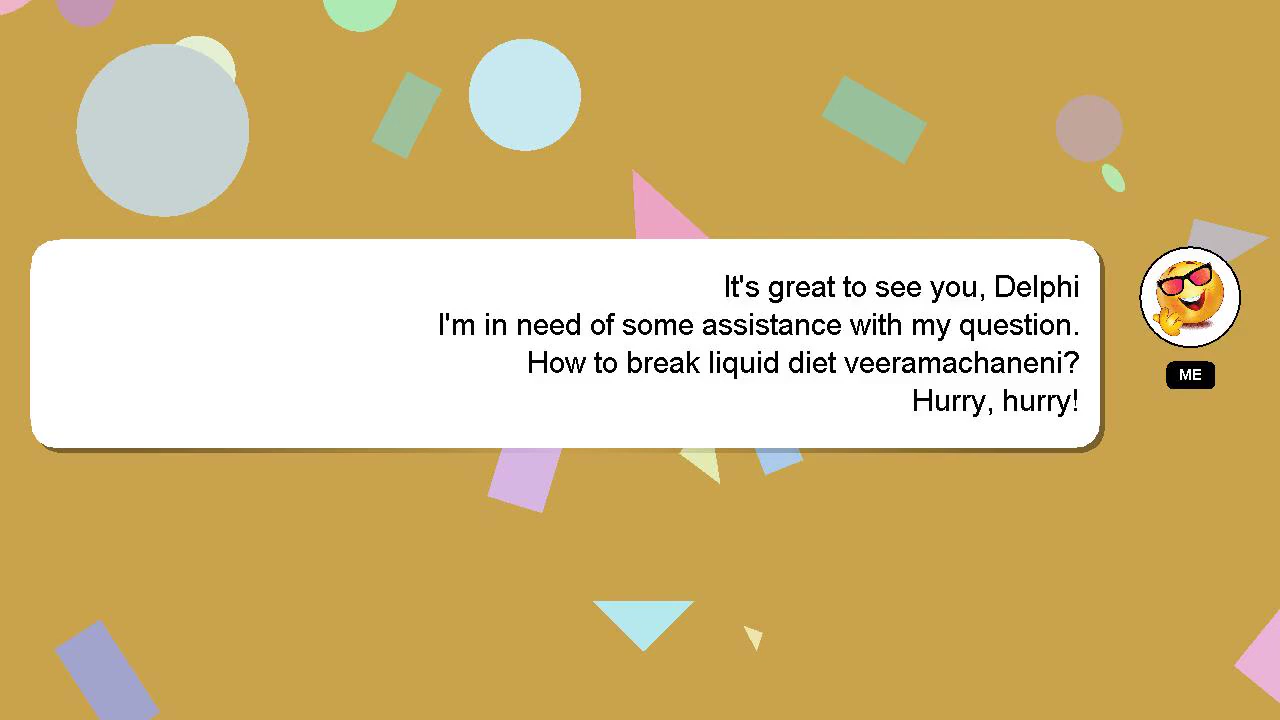 It's great to see you, Delphi
I'm in need of some assistance with my question.
How to break liquid diet veeramachaneni?
Hurry, hurry!
ME